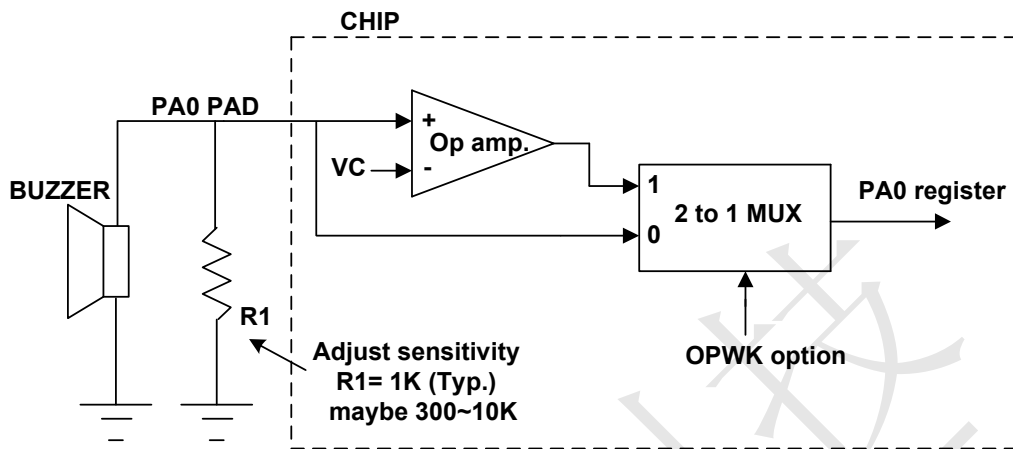 CHIP
PA0 PAD
+
Op amp.
VC
-
BUZZER
1
PA0 register
2 to 1 MUX
0
R1
Adjust sensitivity
R1= 1K (Typ.)
maybe 300~10K
OPWK option